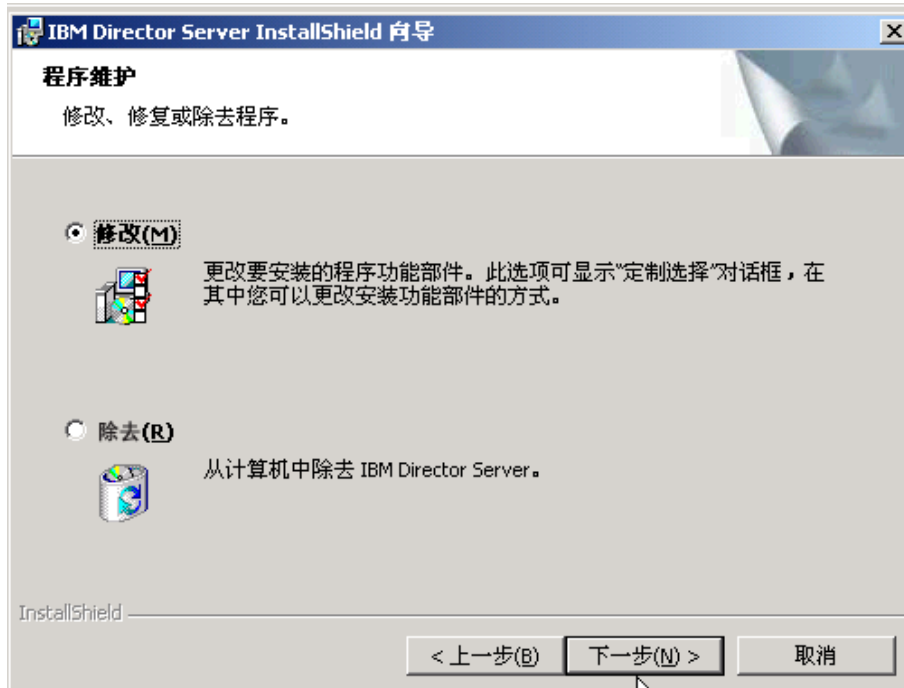 IBM Director Server InstallShield 向导
程序维护
修改、修复或除去程序。
修改(M)
更改要安装的程序功能部件。此选项可显示"定制选择"对话框，在
其中您可以更改安装功能部件的方式。
除去(R)
从计算机中除去 IBM Director Server。
InstallShield
< 上一步(B)
下一步(N) >
取消